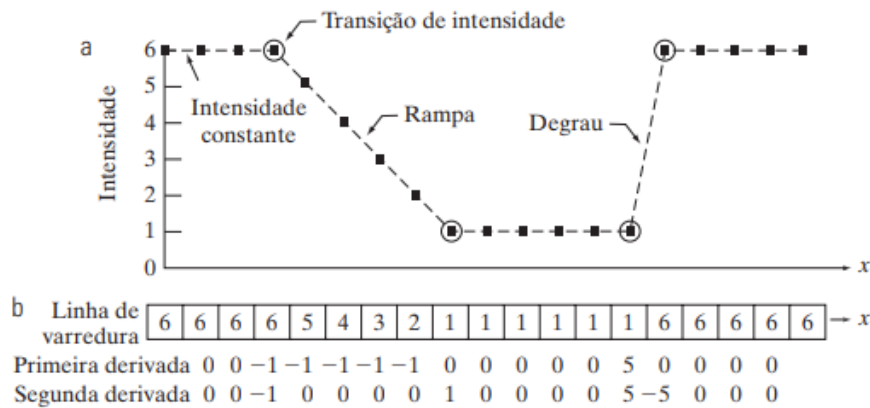 a
Transição de intensidade
6
5
4
3
2
1
0
Intensidade
Intensidade
constante
Rampa
Degrau
x
b
Linha de
varredura
6 6 6 6 5 4 3 2 1 1 1 1 1 1 6 6 6 6 6
x
Primeira derivada 0 0 −1 −1 −1 −1 −1 0 0 0 0 0 5 0 0 0 0
Segunda derivada 0 0 −1 0 0 0 0 1 0 0 0 0 5 −5 0 0 0